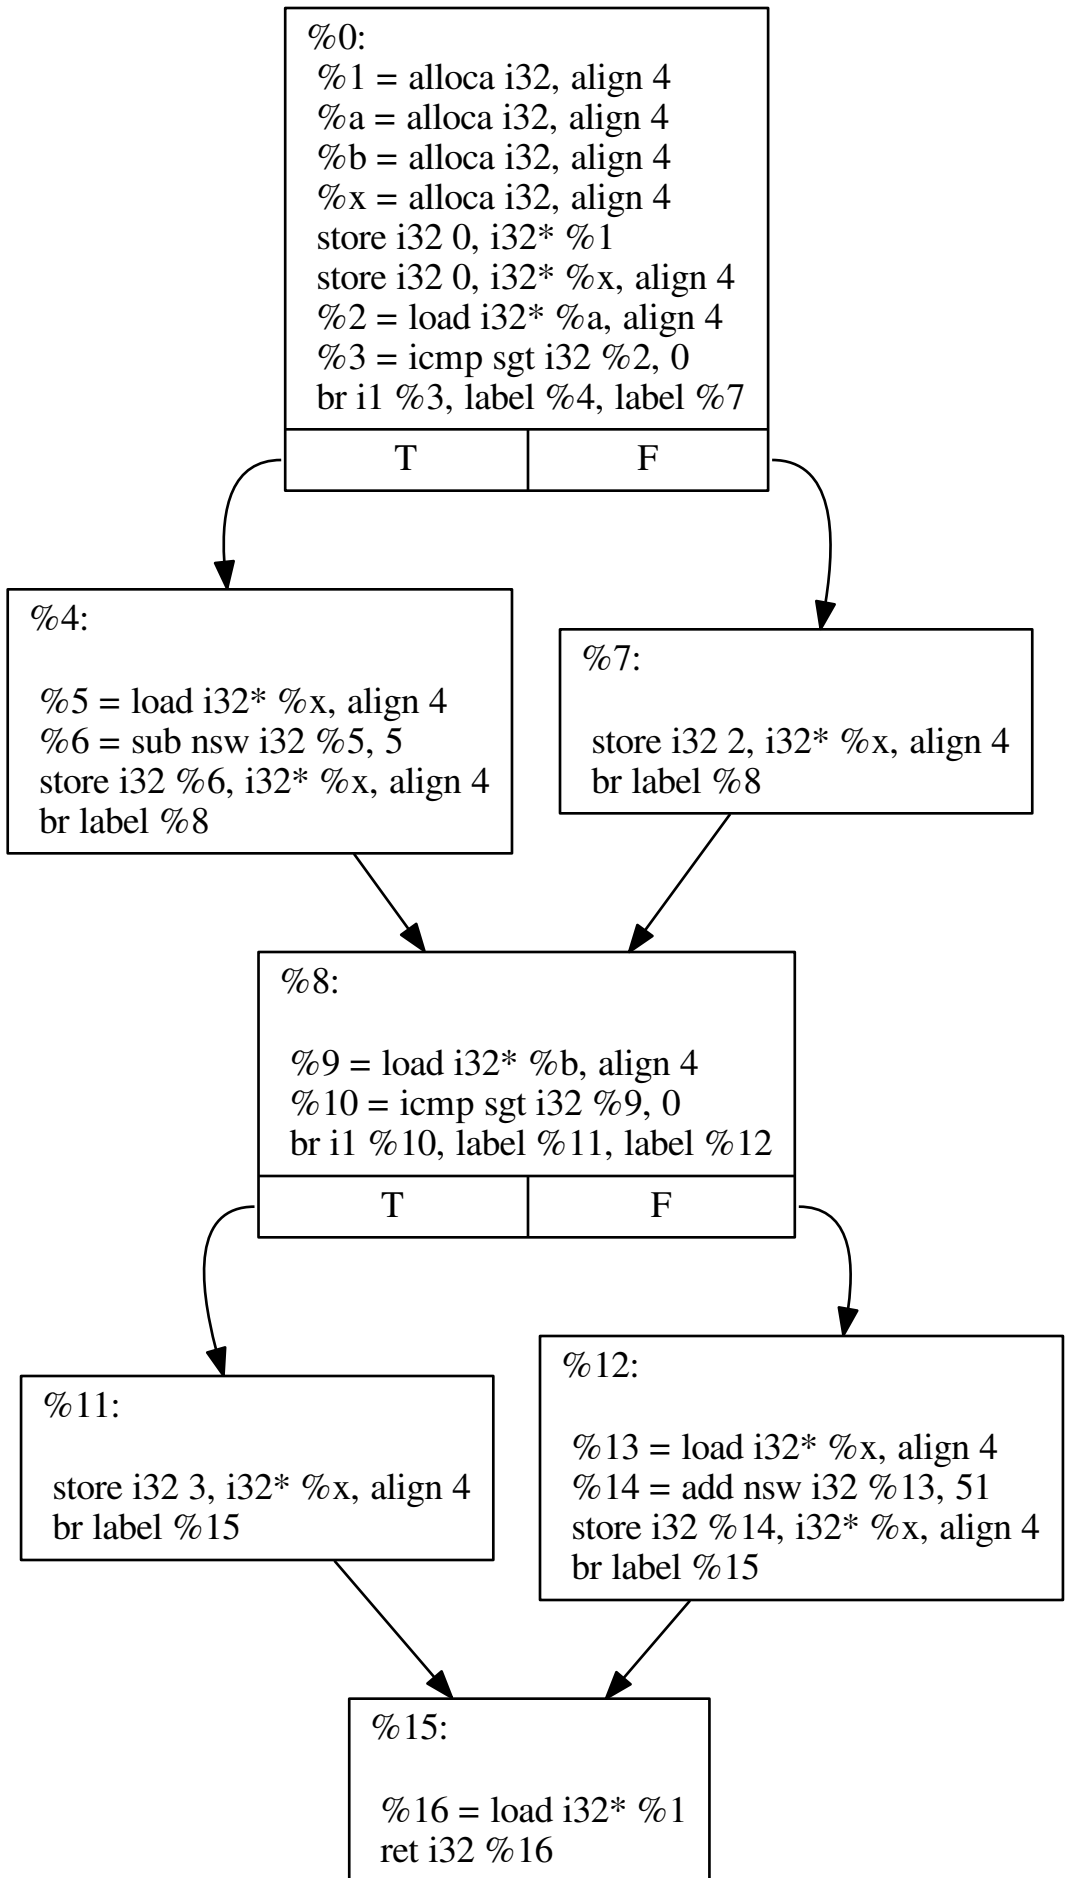 %0:
%1 = alloca i32, align 4
%a = alloca i32, align 4
%b = alloca i32, align 4
%x = alloca i32, align 4
store i32 0, i32* %1
store i32 0, i32* %x, align 4
%2 = load i32* %a, align 4
%3 = icmp sgt i32 %2, 0
br i1 %3, label %4, label %7
T
F
%4:
%5 = load i32* %x, align 4
%6 = sub nsw i32 %5, 5
store i32 %6, i32* %x, align 4
br label %8
%7:
store i32 2, i32* %x, align 4
br label %8
%8:
%9 = load i32* %b, align 4
%10 = icmp sgt i32 %9, 0
br i1 %10, label %11, label %12
T
F
%11:
store i32 3, i32* %x, align 4
br label %15
%12:
%13 = load i32* %x, align 4
%14 = add nsw i32 %13, 51
store i32 %14, i32* %x, align 4
br label %15
%15:
%16 = load i32* %1
ret i32 %16